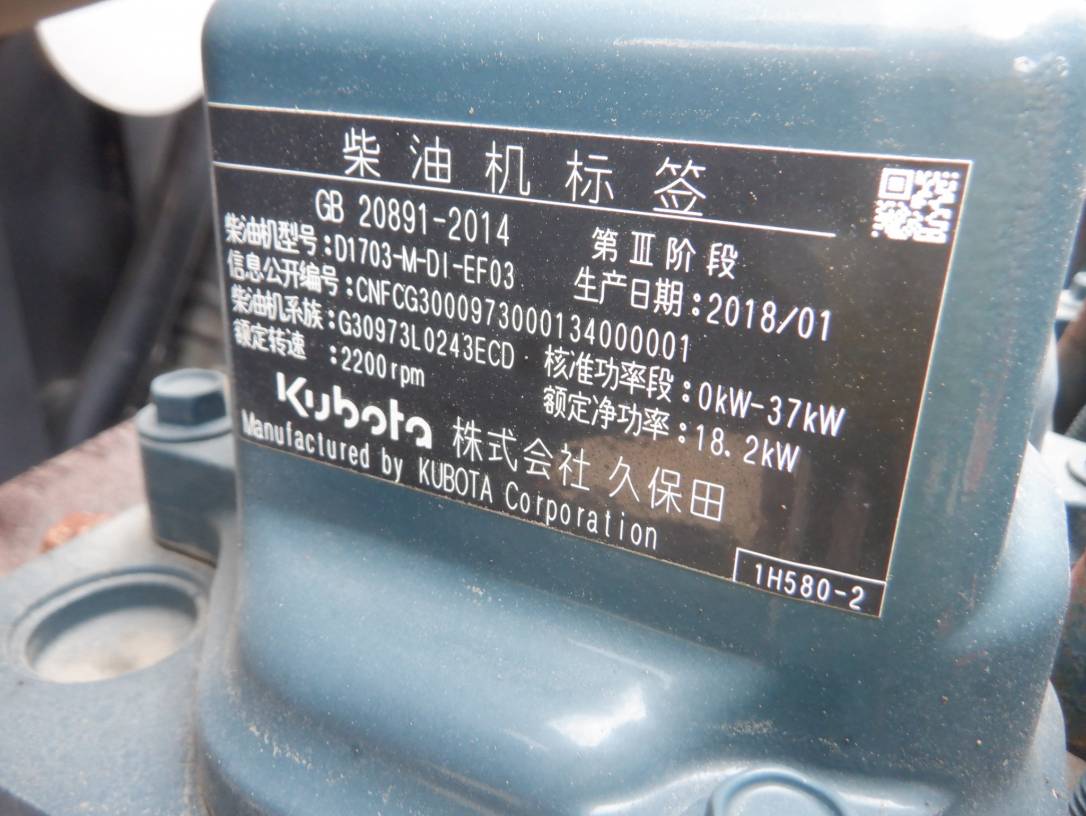 柴油机标签
GB 20891-2014 第Ⅲ阶段
柴油机型号:D1703-M-DI-EF03 生产日期:2018/01
信息公开编号:CNFCG3000973000134000001
柴油机系族:G30973L0243ECD 核准功率段:0kW-37kW
额定转速 :2200rpm 额定净功率:18.2kW
Kubota 株式会社 久保田
Manufactured by KUBOTA Corporation
1H580-2